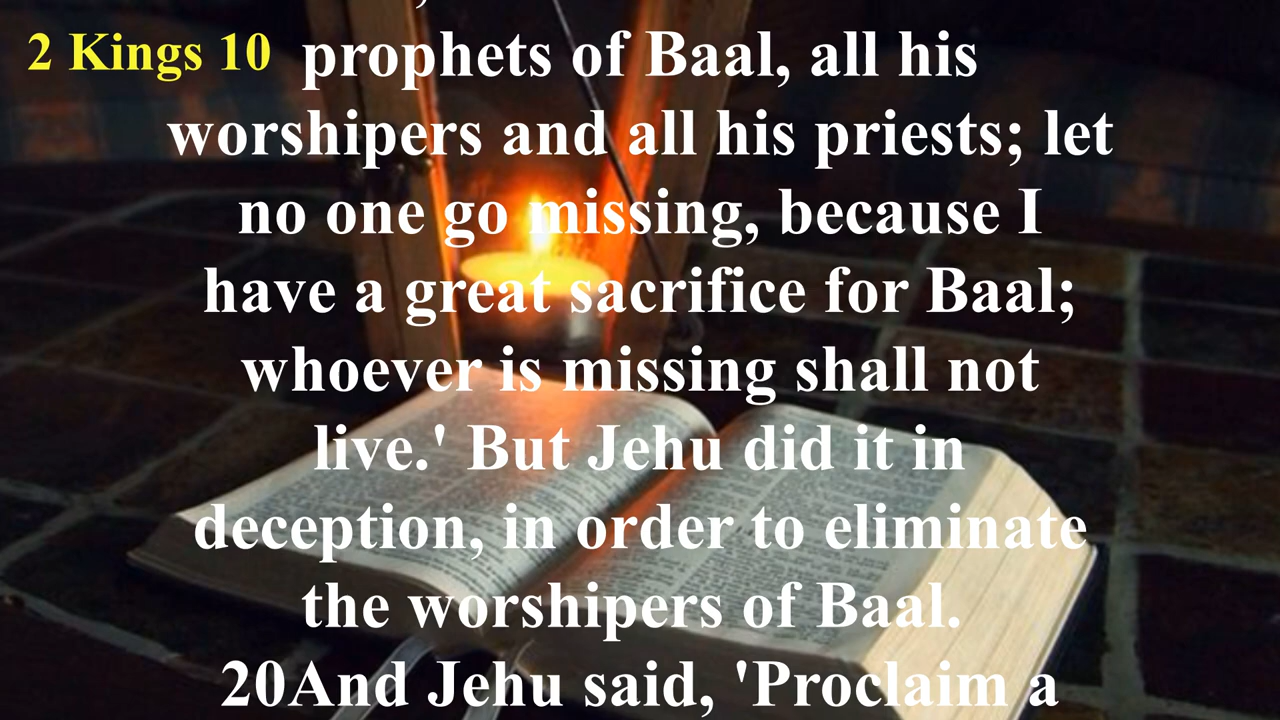 2 Kings 10
prophets of Baal, all his
worshipers and all his priests; let
no one go missing, because I
have a great sacrifice for Baal;
whoever is missing shall not
live.' But Jehu did it in
deception, in order to eliminate
the worshipers of Baal.
20And Jehu said, 'Proclaim a